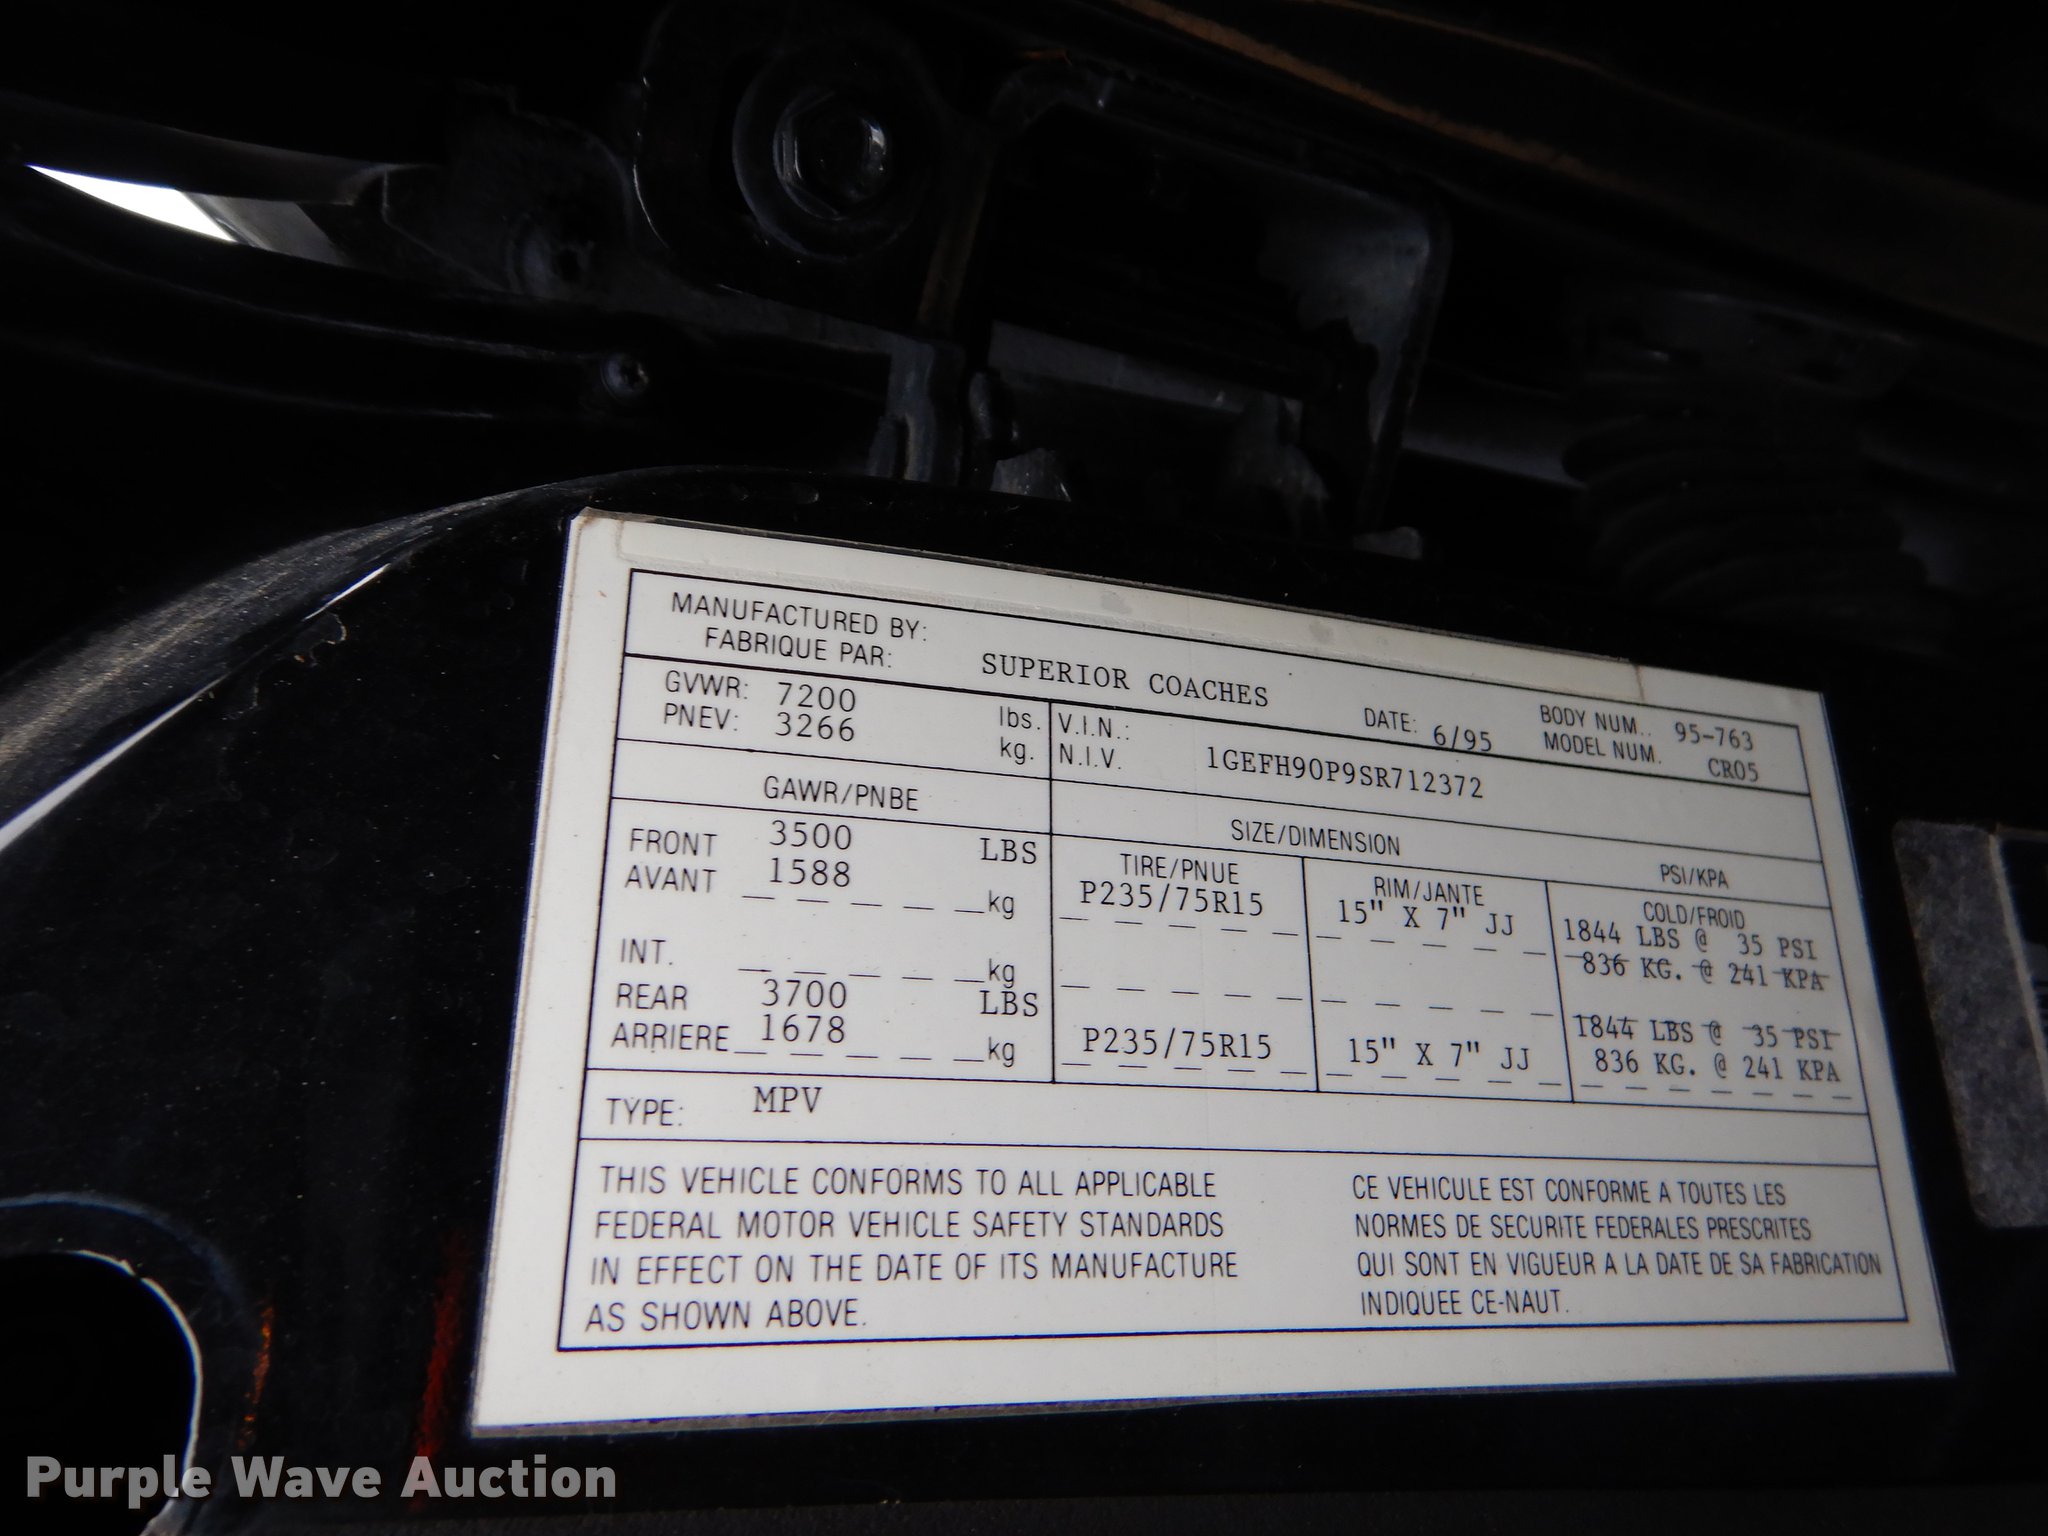 MANUFACTURED BY:
FABRIQUE PAR:
SUPERIOR COACHES
DATE: 6/95
BODY NUM.. 95-763
MODEL NUM. CR05
GVWR: 7200 lbs.
PNEV: 3266 kg.
V.I.N.:
N.I.V.
1GEFH90P9SR712372
GAWR/PNBE
SIZE/DIMENSION
TIRE/PNUE
RIM/JANTE
PSI/KPA
COLD/FROID
FRONT 3500 LBS
AVANT 1588 kg
P235/75R15
15" X 7" JJ
1844 LBS @ 35 PSI
836 KG. @ 241 KPA
INT. kg
REAR 3700 LBS
ARRIERE 1678 kg
P235/75R15
15" X 7" JJ
1844 LBS @ 35 PSI
836 KG. @ 241 KPA
TYPE: MPV
THIS VEHICLE CONFORMS TO ALL APPLICABLE
FEDERAL MOTOR VEHICLE SAFETY STANDARDS
IN EFFECT ON THE DATE OF ITS MANUFACTURE
AS SHOWN ABOVE.
CE VEHICULE EST CONFORME A TOUTES LES
NORMES DE SECURITE FEDERALES PRESCRITES
QUI SONT EN VIGUEUR A LA DATE DE SA FABRICATION
INDIQUEE CE-NAUT.
Purple Wave Auction